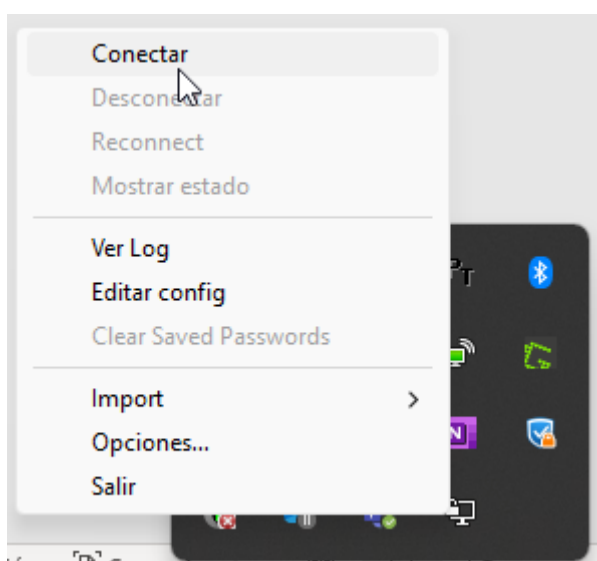 Conectar
Desconectar
Reconnect
Mostrar estado
Ver Log
Editar config
Clear Saved Passwords
Import
Opciones...
Salir